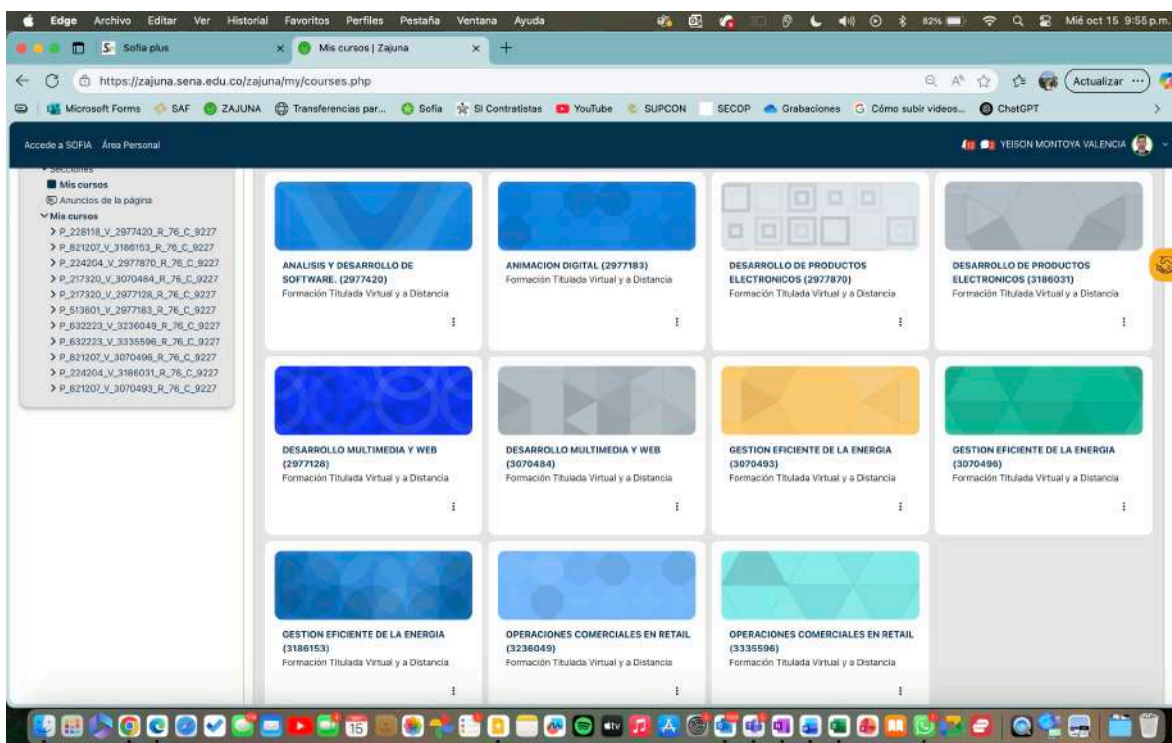 Edge Archivo Editar Ver Historial Favoritos Perfiles Pestaña Ventana Ayuda 82% Mié oct 15 9:55 p.m.
Sofia plus Mis cursos | Zajuna
https://zajuna.sena.edu.co/zajuna/my/courses.php Actualizar
Microsoft Forms SAF ZAJUNA Transferencias par... Sofia SI Contratistas YouTube SUPCON SECOP Grabaciones Cómo subir videos... ChatGPT
Accede a SOFIA Área Personal YEISON MONTOYA VALENCIA
Secciones
Mis cursos
Anuncios de la página
Mis cursos
P_228118_V_2977420_R_76_C_9227
P_821207_V_3186153_R_76_C_9227
P_224204_V_2977870_R_76_C_9227
P_217320_V_3070484_R_76_C_9227
P_217320_V_2977128_R_76_C_9227
P_513601_V_2977183_R_76_C_9227
P_632223_V_3236049_R_76_C_9227
P_632223_V_3335596_R_76_C_9227
P_821207_V_3070496_R_76_C_9227
P_224204_V_3186031_R_76_C_9227
P_821207_V_3070493_R_76_C_9227
ANALISIS Y DESARROLLO DE
SOFTWARE. (2977420)
Formación Titulada Virtual y a Distancia
ANIMACION DIGITAL (2977183)
Formación Titulada Virtual y a Distancia
DESARROLLO DE PRODUCTOS
ELECTRONICOS (2977870)
Formación Titulada Virtual y a Distancia
DESARROLLO DE PRODUCTOS
ELECTRONICOS (3186031)
Formación Titulada Virtual y a Distancia
DESARROLLO MULTIMEDIA Y WEB
(2977128)
Formación Titulada Virtual y a Distancia
DESARROLLO MULTIMEDIA Y WEB
(3070484)
Formación Titulada Virtual y a Distancia
GESTION EFICIENTE DE LA ENERGIA
(3070493)
Formación Titulada Virtual y a Distancia
GESTION EFICIENTE DE LA ENERGIA
(3070496)
Formación Titulada Virtual y a Distancia
GESTION EFICIENTE DE LA ENERGIA
(3186153)
Formación Titulada Virtual y a Distancia
OPERACIONES COMERCIALES EN RETAIL
(3236049)
Formación Titulada Virtual y a Distancia
OPERACIONES COMERCIALES EN RETAIL
(3335596)
Formación Titulada Virtual y a Distancia
15
tv